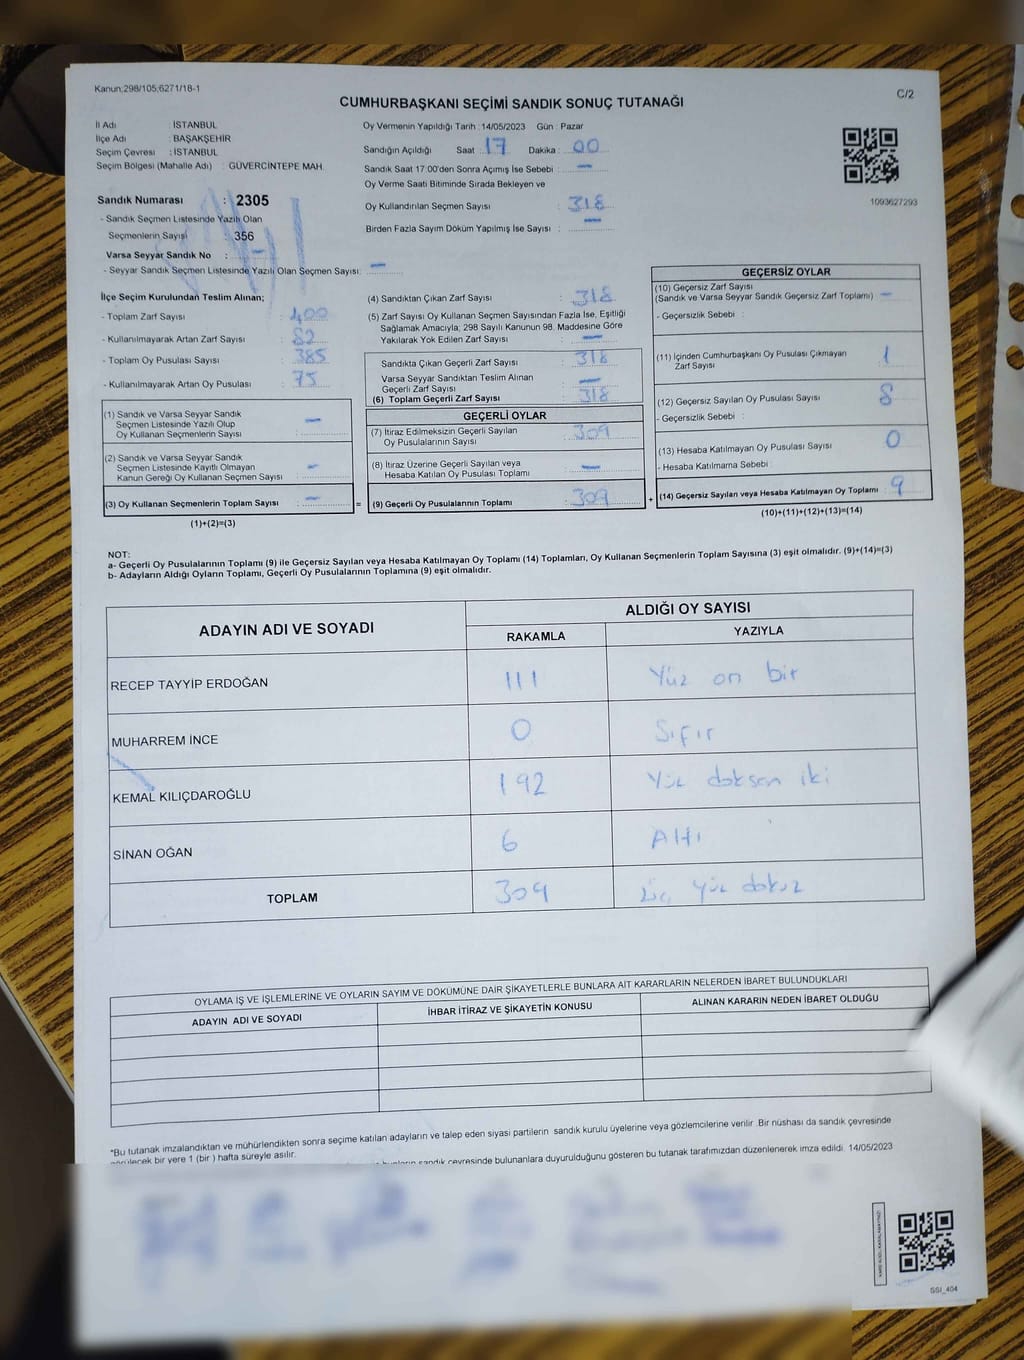 Kanun:298/105;6271/18-1
C/2
CUMHURBAŞKANI SEÇİMİ SANDIK SONUÇ TUTANAĞI
İl Adı : İSTANBUL
İlçe Adı : BAŞAKŞEHİR
Seçim Çevresi : İSTANBUL
Seçim Bölgesi (Mahalle Adı) : GÜVERCİNTEPE MAH.
Oy Vermenin Yapıldığı Tarih : 14/05/2023 Gün : Pazar
Sandığın Açıldığı Saat : 17 Dakika : 00
Sandık Saat 17:00'den Sonra Açımış İse Sebebi : —
Oy Verme Saati Bitiminde Sırada Bekleyen ve
Oy Kullandırılan Seçmen Sayısı : 318
Birden Fazla Sayım Döküm Yapılmış İse Sayısı : —
1093627293
Sandık Numarası : 2305
- Sandık Seçmen Listesinde Yazılı Olan
Seçmenlerin Sayısı : 356
Varsa Seyyar Sandık No : —
- Seyyar Sandık Seçmen Listesinde Yazılı Olan Seçmen Sayısı: —
İlçe Seçim Kurulundan Teslim Alınan;
- Toplam Zarf Sayısı : 400
- Kullanılmayarak Artan Zarf Sayısı : 82
- Toplam Oy Pusulası Sayısı : 385
- Kullanılmayarak Artan Oy Pusulası : 75
(1) Sandık ve Varsa Seyyar Sandık
Seçmen Listesinde Yazılı Olup
Oy Kullanan Seçmenlerin Sayısı : —
(2) Sandık ve Varsa Seyyar Sandık
Seçmen Listesinde Kayıtlı Olmayan
Kanun Gereği Oy Kullanan Seçmen Sayısı : —
(3) Oy Kullanan Seçmenlerin Toplam Sayısı : —
(1)+(2)=(3)
(4) Sandıktan Çıkan Zarf Sayısı : 318
(5) Zarf Sayısı Oy Kullanan Seçmen Sayısından Fazla İse, Eşitliği
Sağlamak Amacıyla; 298 Sayılı Kanunun 98. Maddesine Göre
Yakılarak Yok Edilen Zarf Sayısı : —
Sandıkta Çıkan Geçerli Zarf Sayısı : 318
Varsa Seyyar Sandıktan Teslim Alınan
Geçerli Zarf Sayısı : —
(6) Toplam Geçerli Zarf Sayısı : 318
GEÇERLİ OYLAR
(7) İtiraz Edilmeksizin Geçerli Sayılan
Oy Pusulalarının Sayısı : 309
(8) İtiraz Üzerine Geçerli Sayılan veya
Hesaba Katılan Oy Pusulası Toplamı : —
= (9) Geçerli Oy Pusulalarının Toplamı : 309
GEÇERSİZ OYLAR
(10) Geçersiz Zarf Sayısı
(Sandık ve Varsa Seyyar Sandık Geçersiz Zarf Toplamı) : —
- Geçersizlik Sebebi :
(11) İçinden Cumhurbaşkanı Oy Pusulası Çıkmayan
Zarf Sayısı : 1
(12) Geçersiz Sayılan Oy Pusulası Sayısı : 8
- Geçersizlik Sebebi :
(13) Hesaba Katılmayan Oy Pusulası Sayısı : 0
- Hesaba Katılmama Sebebi :
+ (14) Geçersiz Sayılan veya Hesaba Katılmayan Oy Toplamı : 9
(10)+(11)+(12)+(13)=(14)
NOT:
a- Geçerli Oy Pusulalarının Toplamı (9) ile Geçersiz Sayılan veya Hesaba Katılmayan Oy Toplamı (14) Toplamları, Oy Kullanan Seçmenlerin Toplam Sayısına (3) eşit olmalıdır. (9)+(14)=(3)
b- Adayların Aldığı Oyların Toplamı, Geçerli Oy Pusulalarının Toplamına (9) eşit olmalıdır.
ADAYIN ADI VE SOYADI
ALDIĞI OY SAYISI
RAKAMLA YAZIYLA
RECEP TAYYİP ERDOĞAN 111 Yüz on bir
MUHARREM İNCE 0 Sıfır
KEMAL KILIÇDAROĞLU 192 Yüz doksan iki
SİNAN OĞAN 6 Altı
TOPLAM 309 Üç yüz dokuz
OYLAMA İŞ VE İŞLEMLERİNE VE OYLARIN SAYIM VE DÖKÜMÜNE DAİR ŞİKAYETLERLE BUNLARA AİT KARARLARIN NELERDEN İBARET BULUNDUKLARI
ADAYIN ADI VE SOYADI İHBAR İTİRAZ VE ŞİKAYETİN KONUSU ALINAN KARARIN NEDEN İBARET OLDUĞU
*Bu tutanak imzalandıktan ve mühürlendikten sonra seçime katılan adayların ve talep eden siyasi partilerin sandık kurulu üyelerine veya gözlemcilerine verilir. Bir nüshası da sandık çevresinde
görülecek bir yere 1 (bir) hafta süreyle asılır.
sandık çevresinde bulunanlara duyurulduğunu gösteren bu tutanak tarafımızdan düzenlenerek imza edildi. 14/05/2023
SSI_404